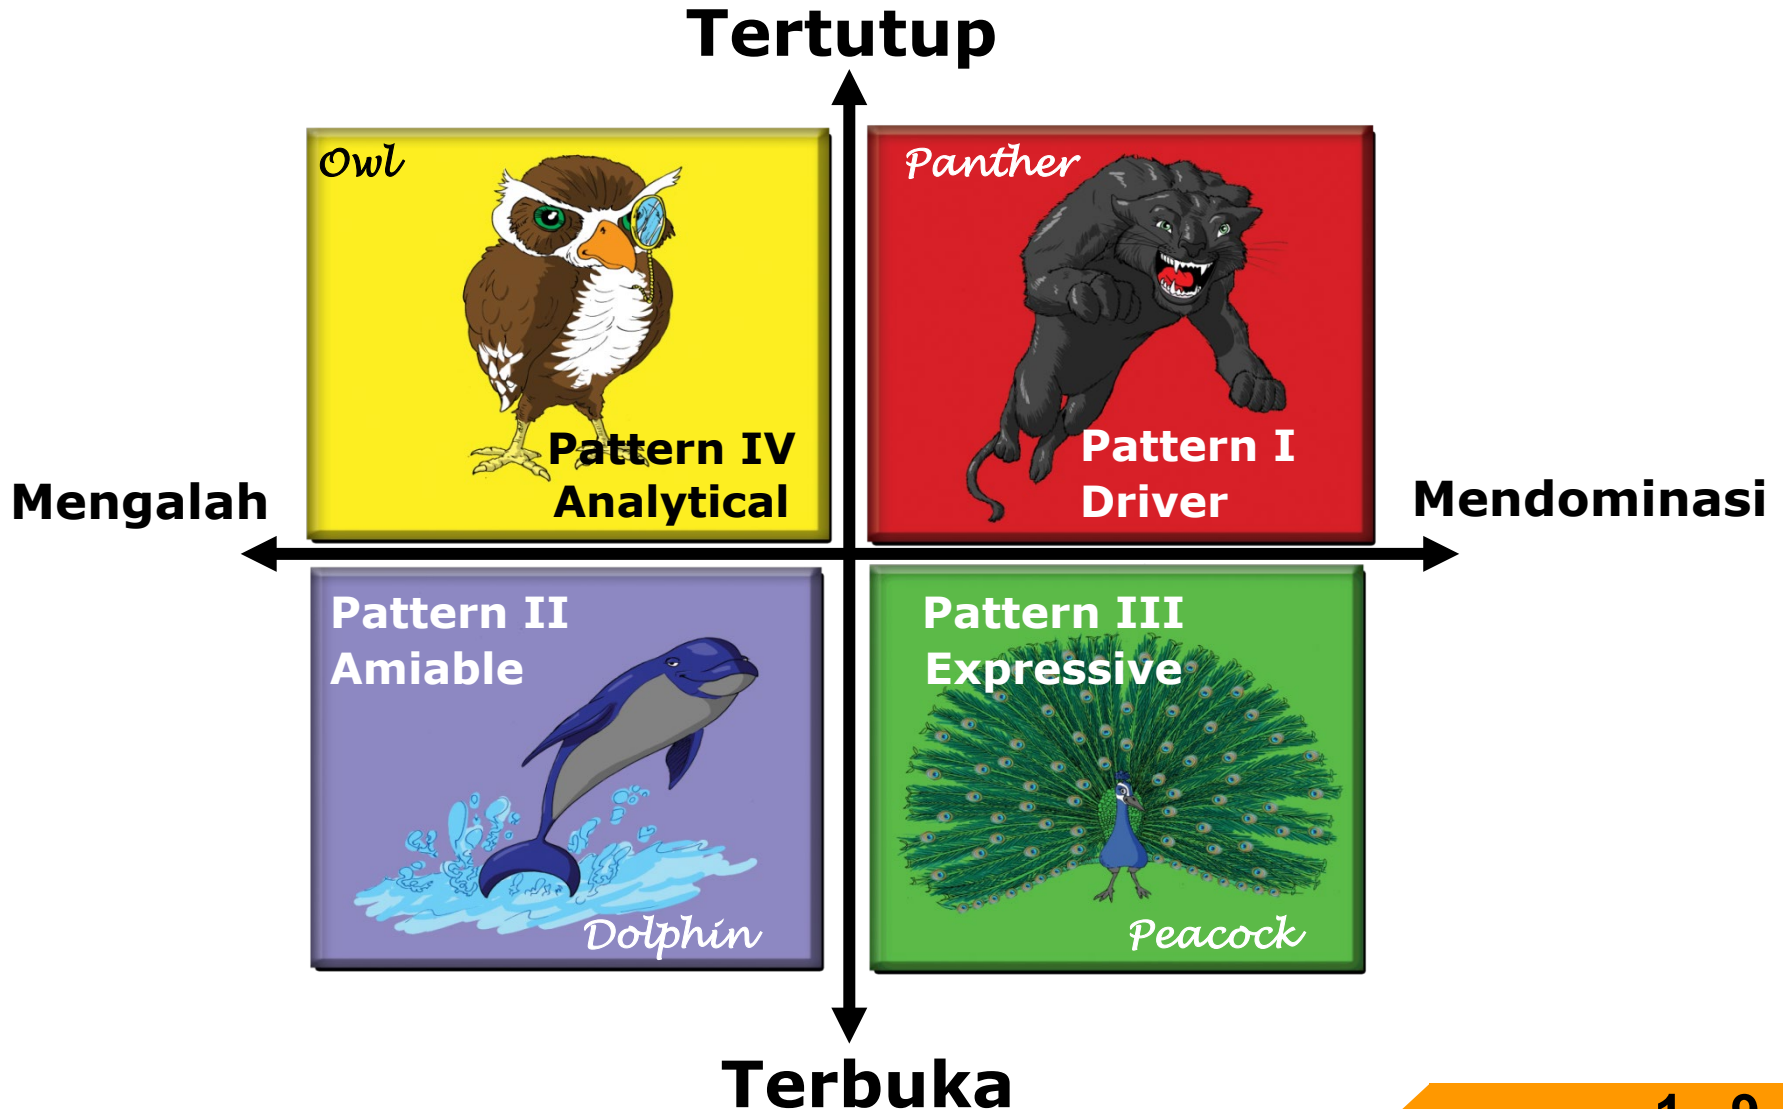 Tertutup
Owl
Panther
Pattern IV
Analytical
Pattern I
Driver
Mengalah
Mendominasi
Pattern II
Amiable
Pattern III
Expressive
Dolphin
Peacock
Terbuka